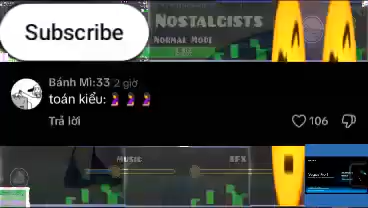 Subscribe
NOSTALGISTS
NORMAL MODE
Bánh Mì:33 2 giờ
toán kiểu: 🤰🤰🤰
Trả lời
106
MUSIC
SFX